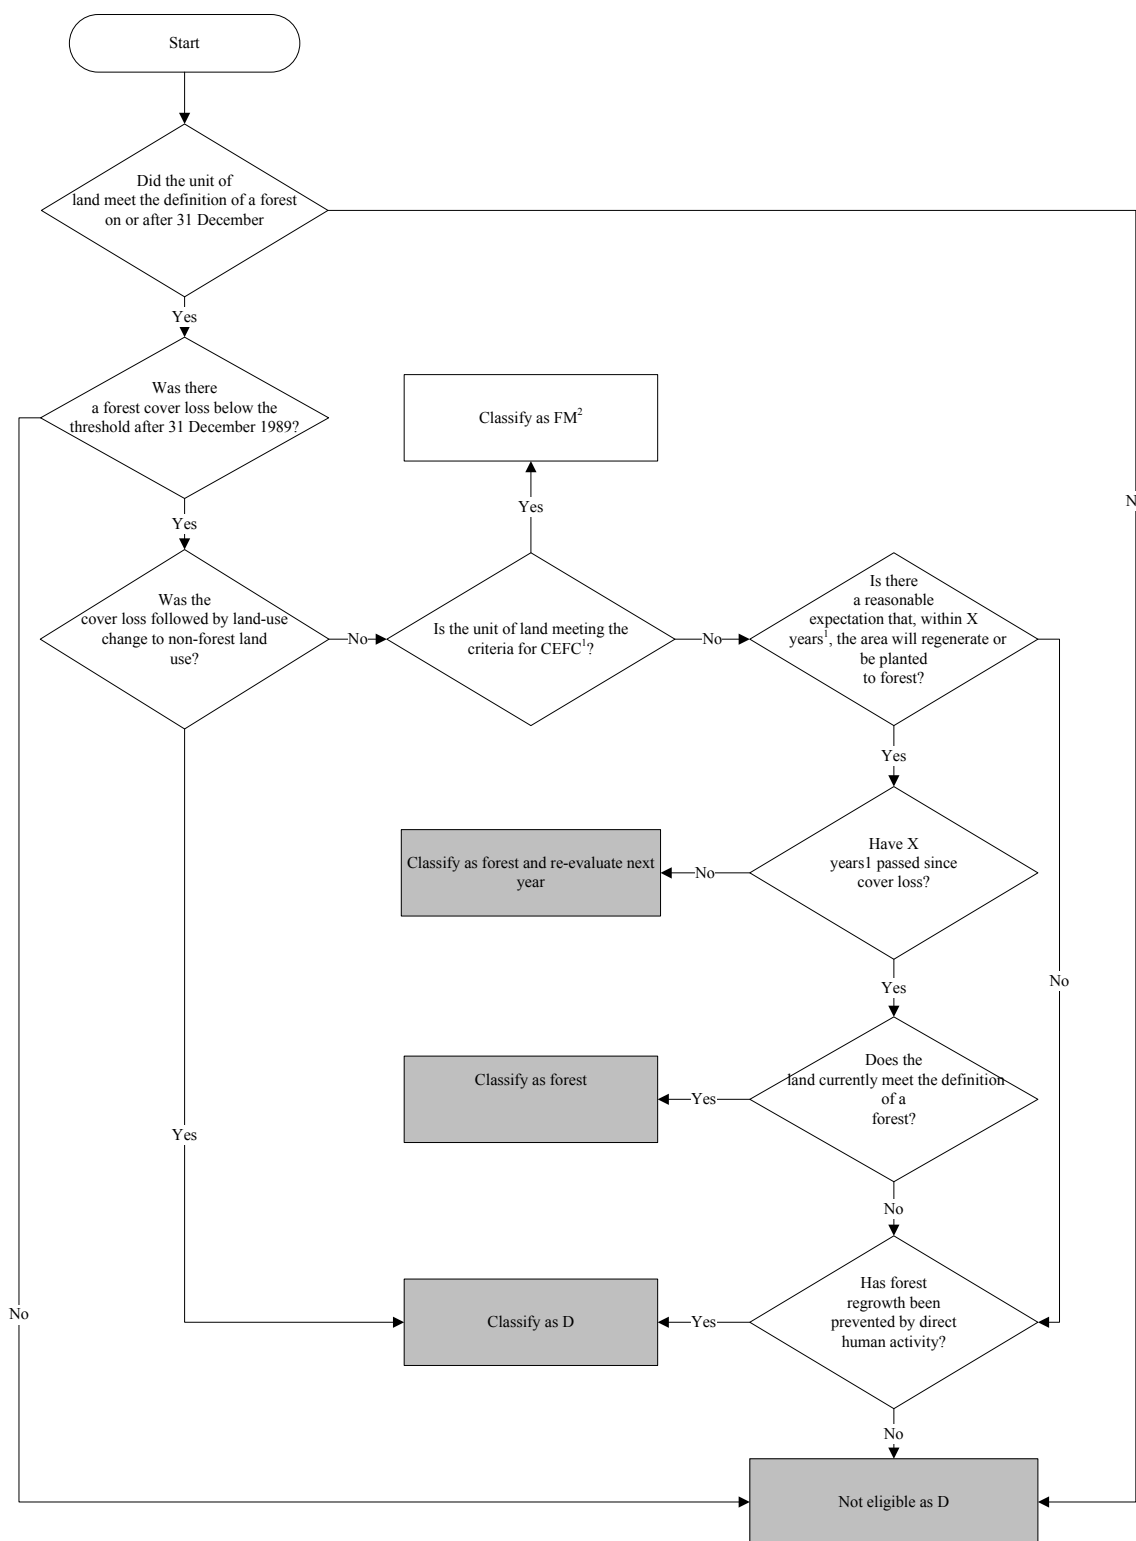 Start
Did the unit of
land meet the definition of a forest
on or after 31 December
Yes
Was there
a forest cover loss below the
threshold after 31 December 1989?
Classify as FM²
Yes
N
Yes
Was the
cover loss followed by land-use
change to non-forest land
use?
No
Is the unit of land meeting the
criteria for CEFC¹?
No
Is there
a reasonable
expectation that, within X
years¹, the area will regenerate or
be planted
to forest?
Yes
Classify as forest and re-evaluate next
year
No
Have X
years1 passed since
cover loss?
No
Yes
Classify as forest
Yes
Does the
land currently meet the definition
of a
forest?
Yes
No
No
Classify as D
Yes
Has forest
regrowth been
prevented by direct
human activity?
No
Not eligible as D